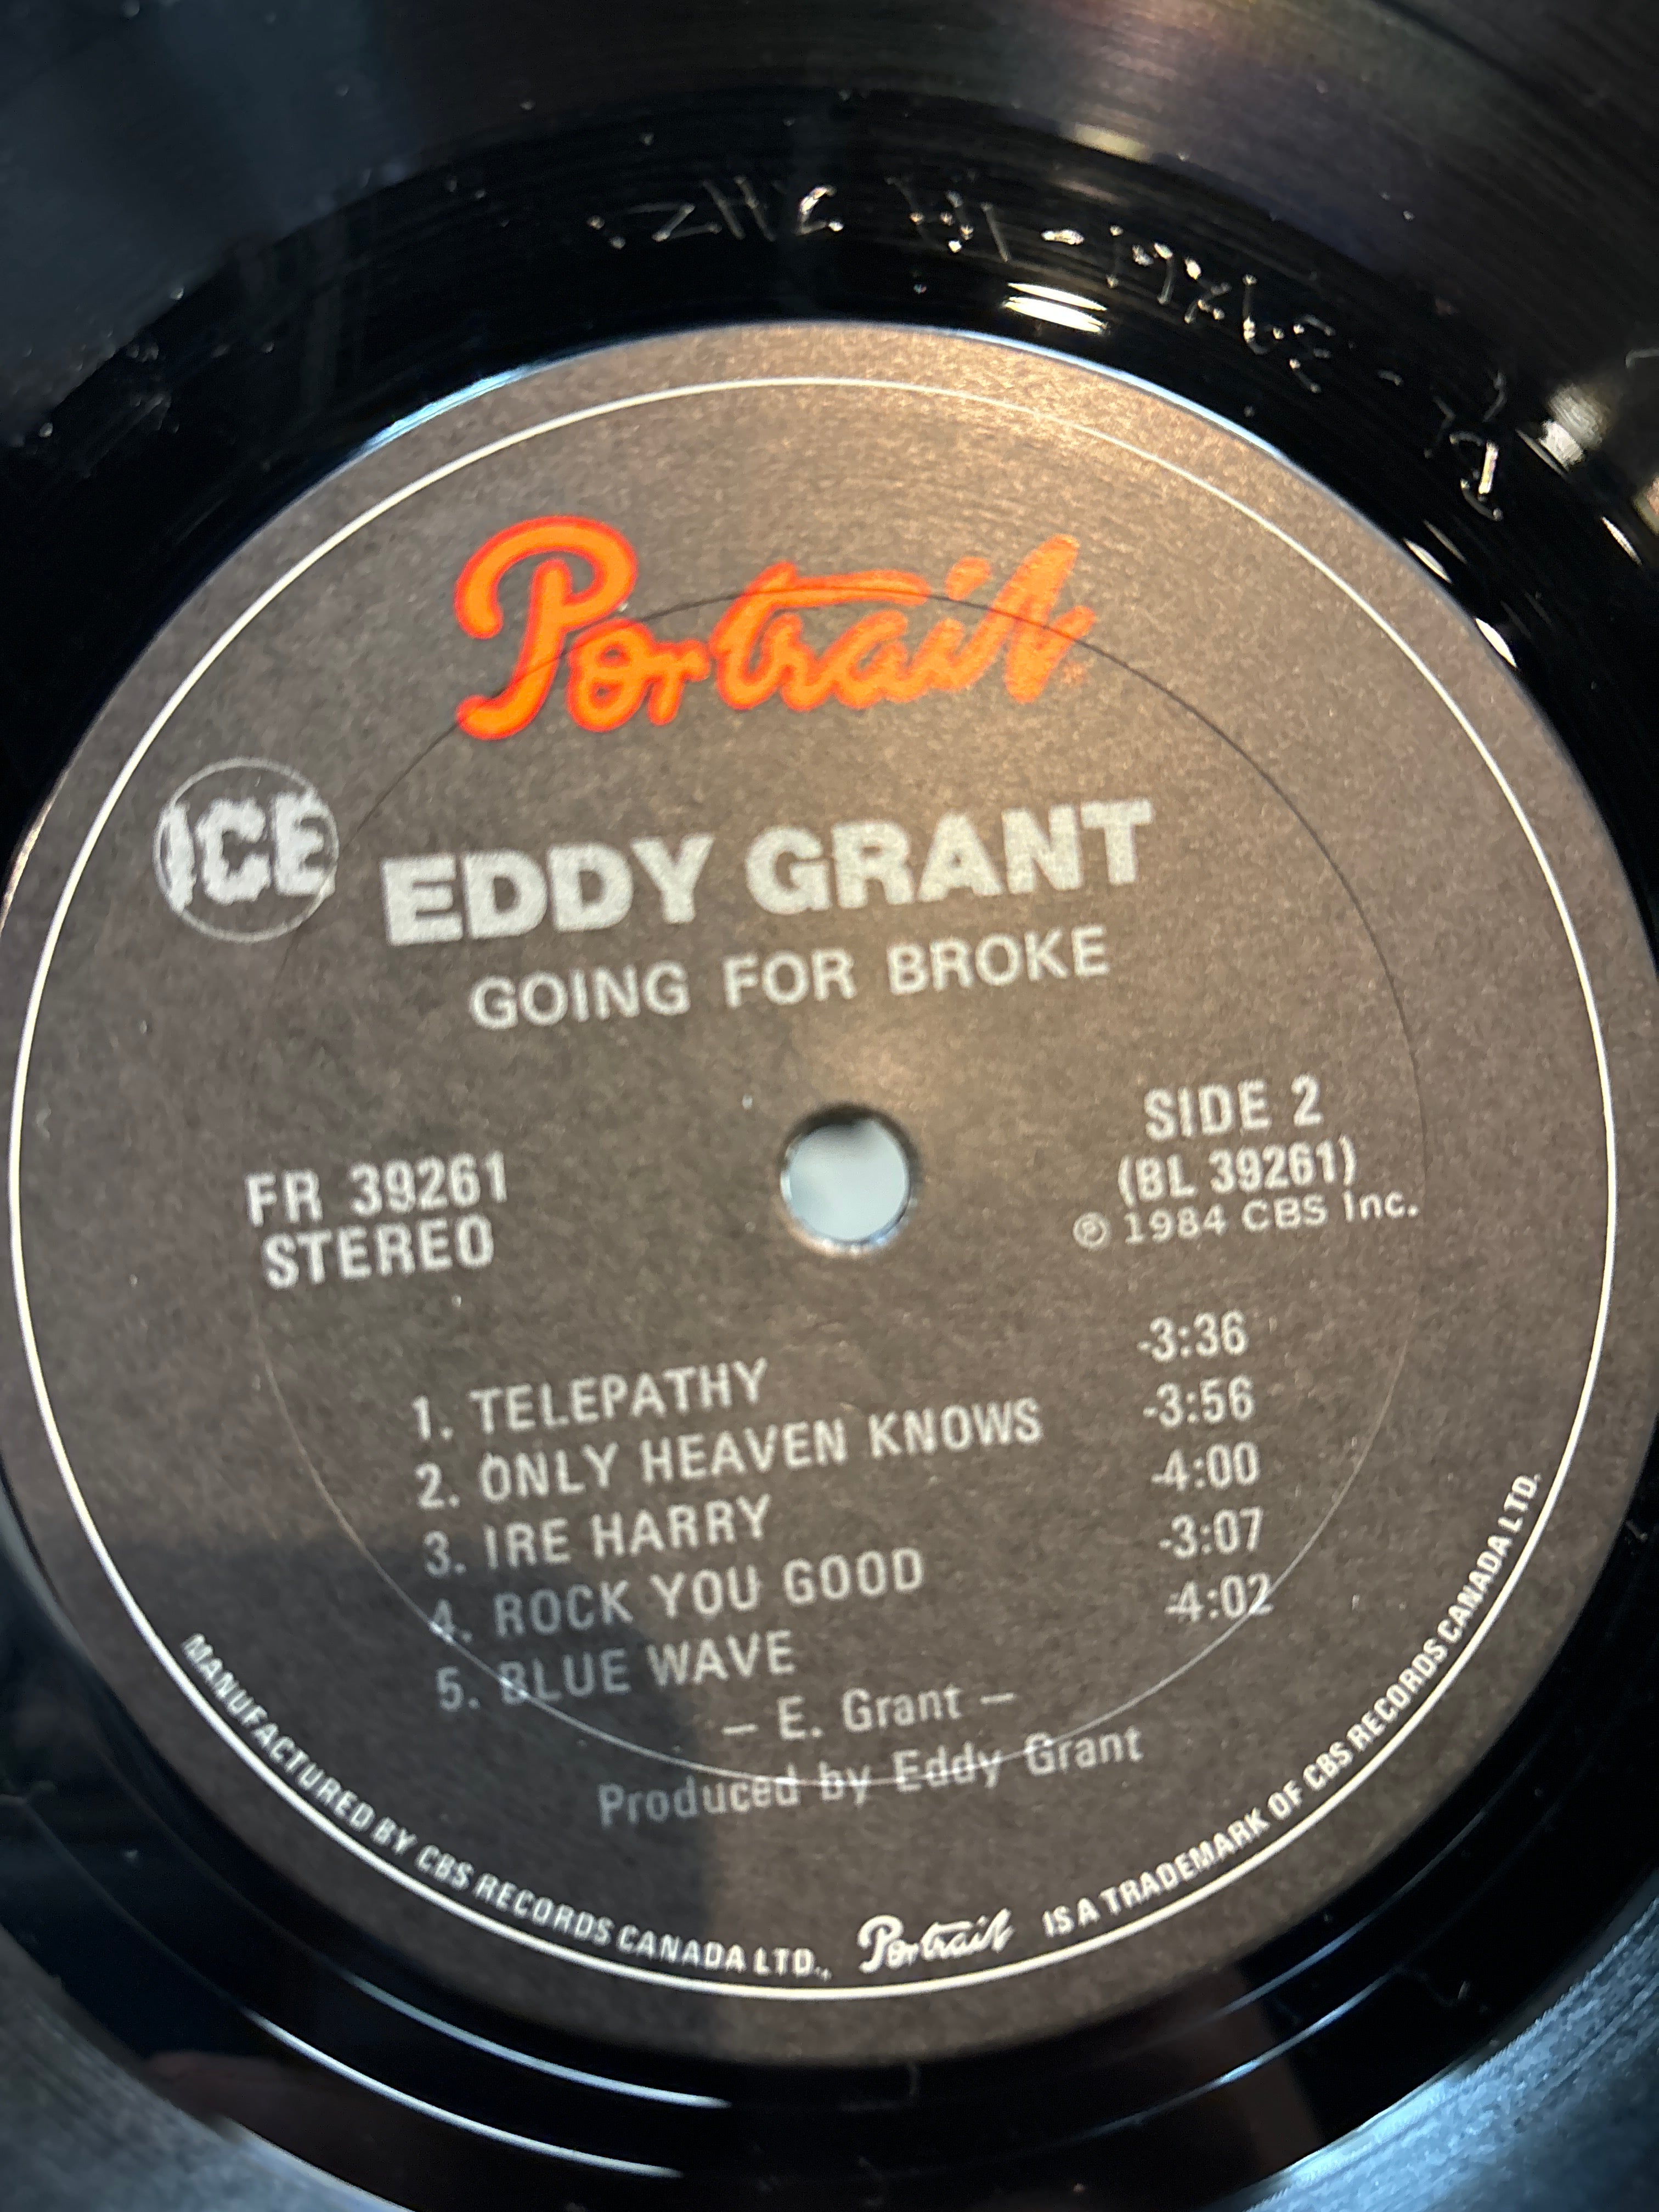 Portrait
ICE
EDDY GRANT
GOING FOR BROKE
FR 39261
STEREO
SIDE 2
(BL 39261)
℗ 1984 CBS Inc.
1. TELEPATHY -3:36
2. ONLY HEAVEN KNOWS -3:56
3. IRE HARRY -4:00
4. ROCK YOU GOOD -3:07
5. BLUE WAVE -4:02
– E. Grant –
Produced by Eddy Grant
MANUFACTURED BY CBS RECORDS CANADA LTD., Portrait IS A TRADEMARK OF CBS RECORDS CANADA LTD.